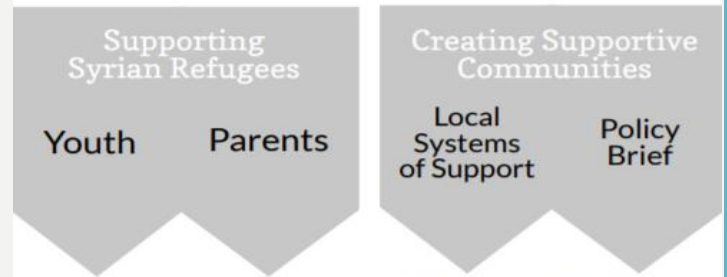 Supporting
Syrian Refugees
Youth
Parents
Creating Supportive
Communities
Local
Systems
of Support
Policy
Brief